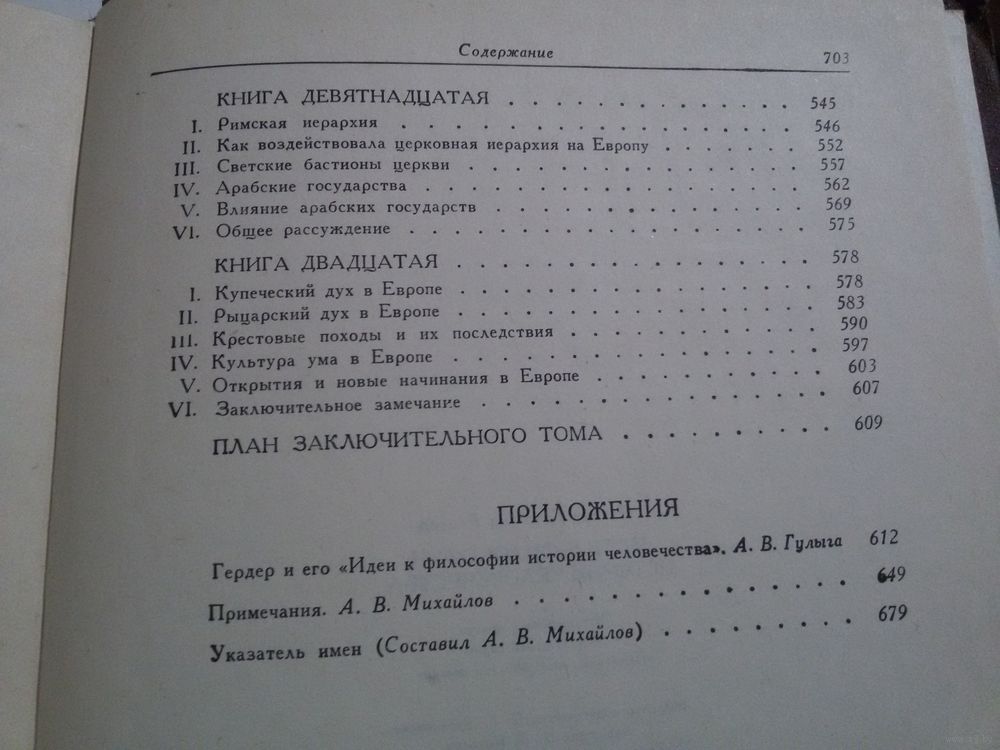 Содержание 703
КНИГА ДЕВЯТНАДЦАТАЯ . . . . . . . . . . . . . 545
I. Римская иерархия . . . . . . . . . . . . . . . . 546
II. Как воздействовала церковная иерархия на Европу . . . . . . . 552
III. Светские бастионы церкви . . . . . . . . . . . . . . 557
IV. Арабские государства . . . . . . . . . . . . . . . . 562
V. Влияние арабских государств . . . . . . . . . . . . . 569
VI. Общее рассуждение . . . . . . . . . . . . . . . . 575
КНИГА ДВАДЦАТАЯ . . . . . . . . . . . . . . . 578
I. Купеческий дух в Европе . . . . . . . . . . . . . . . 578
II. Рыцарский дух в Европе . . . . . . . . . . . . . . . 583
III. Крестовые походы и их последствия . . . . . . . . . . 590
IV. Культура ума в Европе . . . . . . . . . . . . . . . 597
V. Открытия и новые начинания в Европе . . . . . . . . . . 603
VI. Заключительное замечание . . . . . . . . . . . . . . 607
ПЛАН ЗАКЛЮЧИТЕЛЬНОГО ТОМА . . . . . . . . . . 609
ПРИЛОЖЕНИЯ
Гердер и его «Идеи к философии истории человечества». А. В. Гулыга 612
Примечания. А. В. Михайлов . . . . . . . . . . . . . 649
Указатель имен (Составил А. В. Михайлов) . . . . . . . . . 679